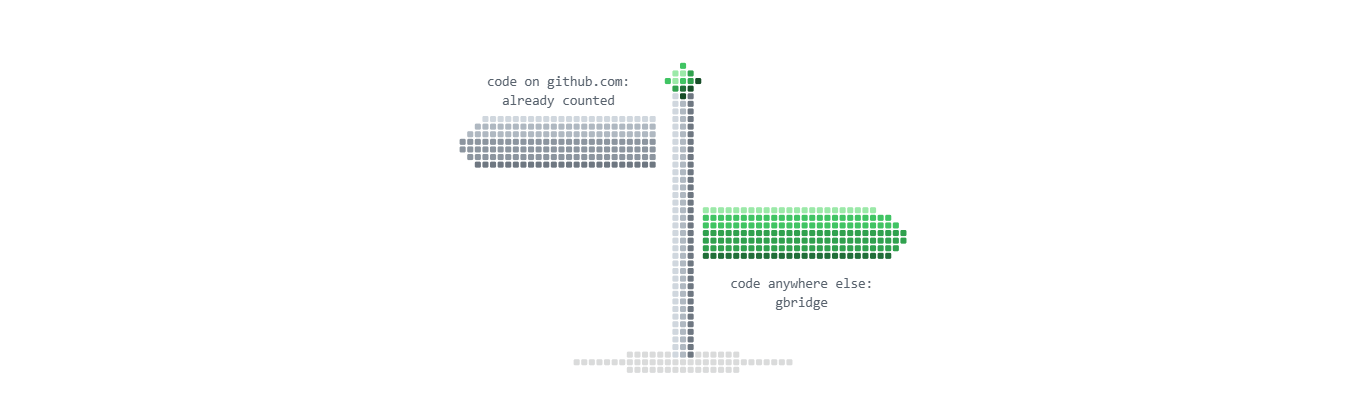 code on github.com:
already counted
code anywhere else:
gbridge